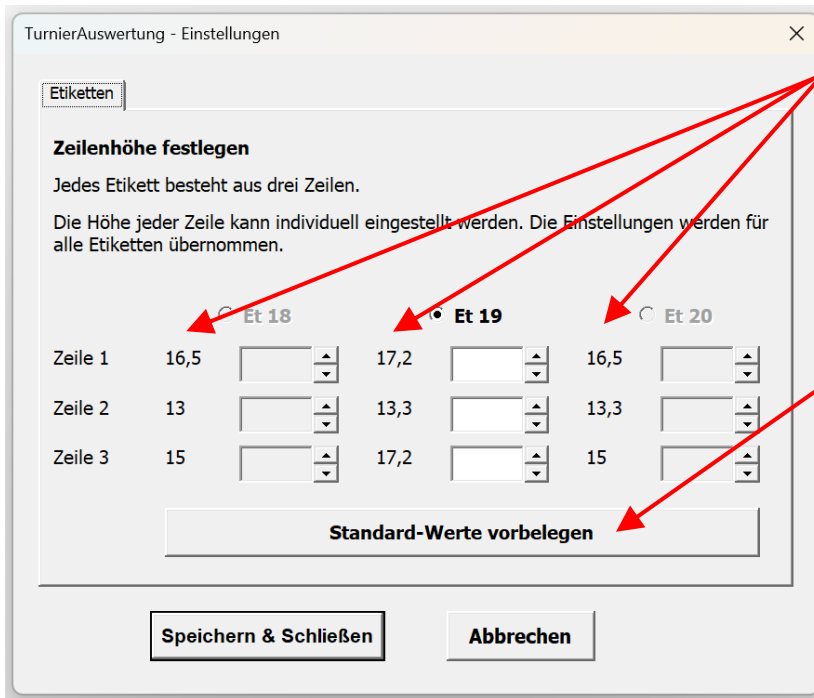 TurnierAuswertung - Einstellungen
Etiketten
Zeilenhöhe festlegen
Jedes Etikett besteht aus drei Zeilen.
Die Höhe jeder Zeile kann individuell eingestellt werden. Die Einstellungen werden für
alle Etiketten übernommen.
Et 18 Et 19 Et 20
Zeile 1 16,5 17,2 16,5
Zeile 2 13 13,3 13,3
Zeile 3 15 17,2 15
Standard-Werte vorbelegen
Speichern & Schließen Abbrechen